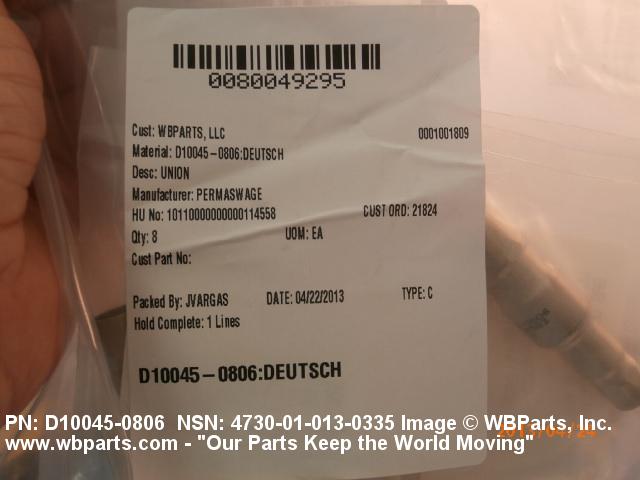 0080049295
Cust: WBPARTS, LLC 0001001809
Material: D10045-0806:DEUTSCH
Desc: UNION
Manufacturer: PERMASWAGE
HU No: 10110000000000114558 CUST ORD: 21824
Qty: 8 UOM: EA
Cust Part No:
Packed By: JVARGAS DATE: 04/22/2013 TYPE: C
Hold Complete: 1 Lines
D10045-0806:DEUTSCH
PN: D10045-0806 NSN: 4730-01-013-0335 Image © WBParts, Inc.
www.wbparts.com - "Our Parts Keep the World Moving"